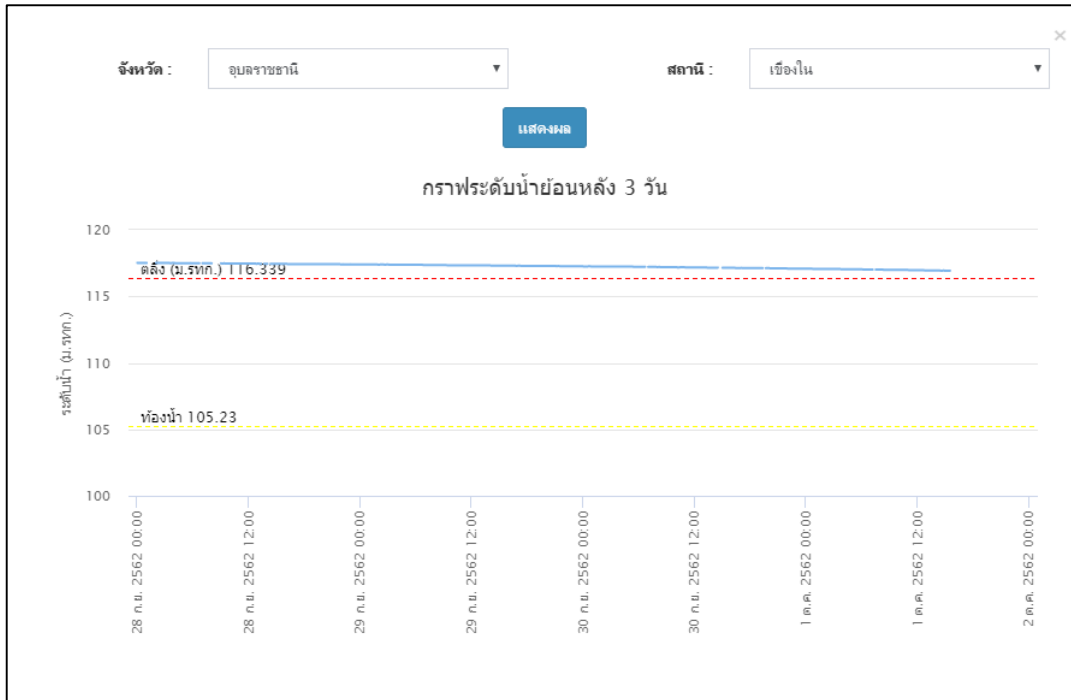 ×
จังหวัด : อุบลราชธานี ▼ สถานี : เขื่องใน ▼
แสดงผล
กราฟระดับน้ำย้อนหลัง 3 วัน
ระดับน้ำ (ม.รทก.)
120
115
110
105
100
ตลิ่ง (ม.รทก.) 116.339
ท้องน้ำ 105.23
28 ก.ย. 2562 00:00
28 ก.ย. 2562 12:00
29 ก.ย. 2562 00:00
29 ก.ย. 2562 12:00
30 ก.ย. 2562 00:00
30 ก.ย. 2562 12:00
1 ต.ค. 2562 00:00
1 ต.ค. 2562 12:00
2 ต.ค. 2562 00:00